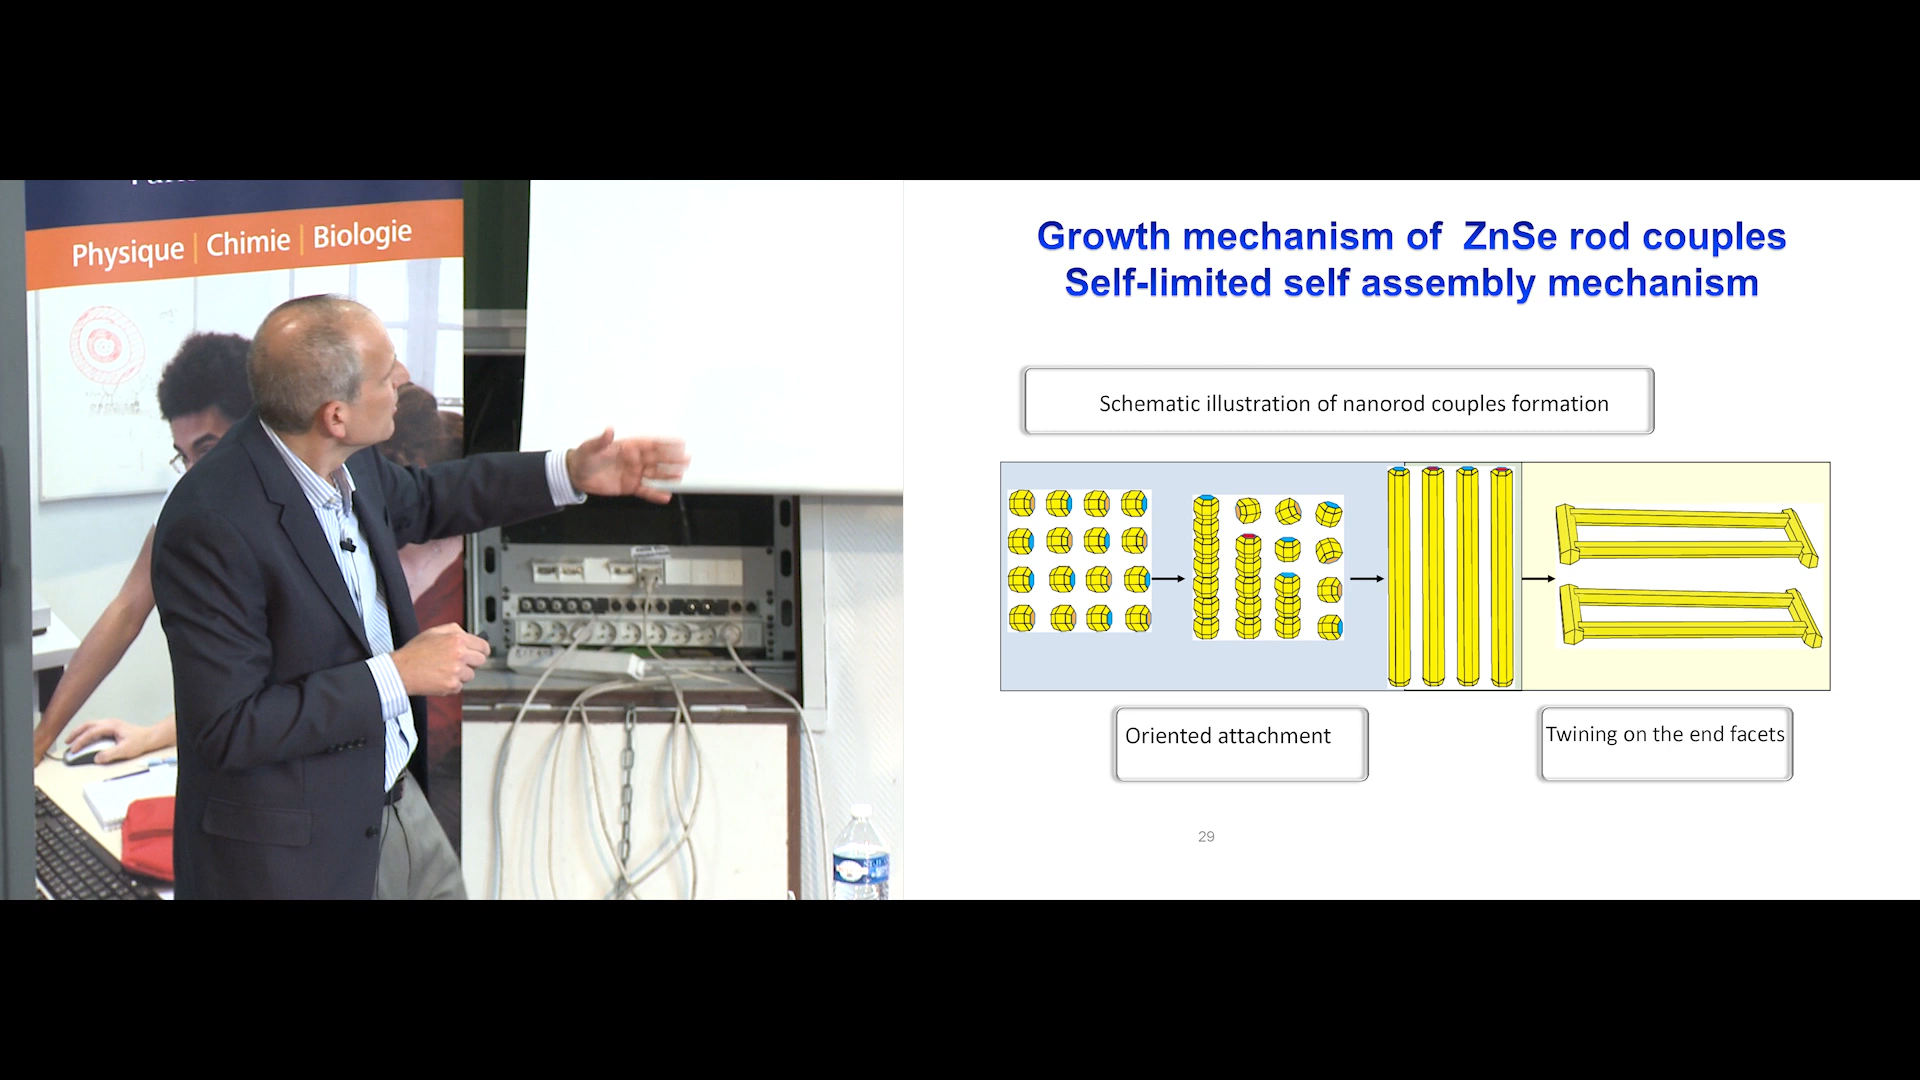 Physique | Chimie | Biologie
Growth mechanism of ZnSe rod couples
Self-limited self assembly mechanism
Schematic illustration of nanorod couples formation
Oriented attachment
Twining on the end facets
29